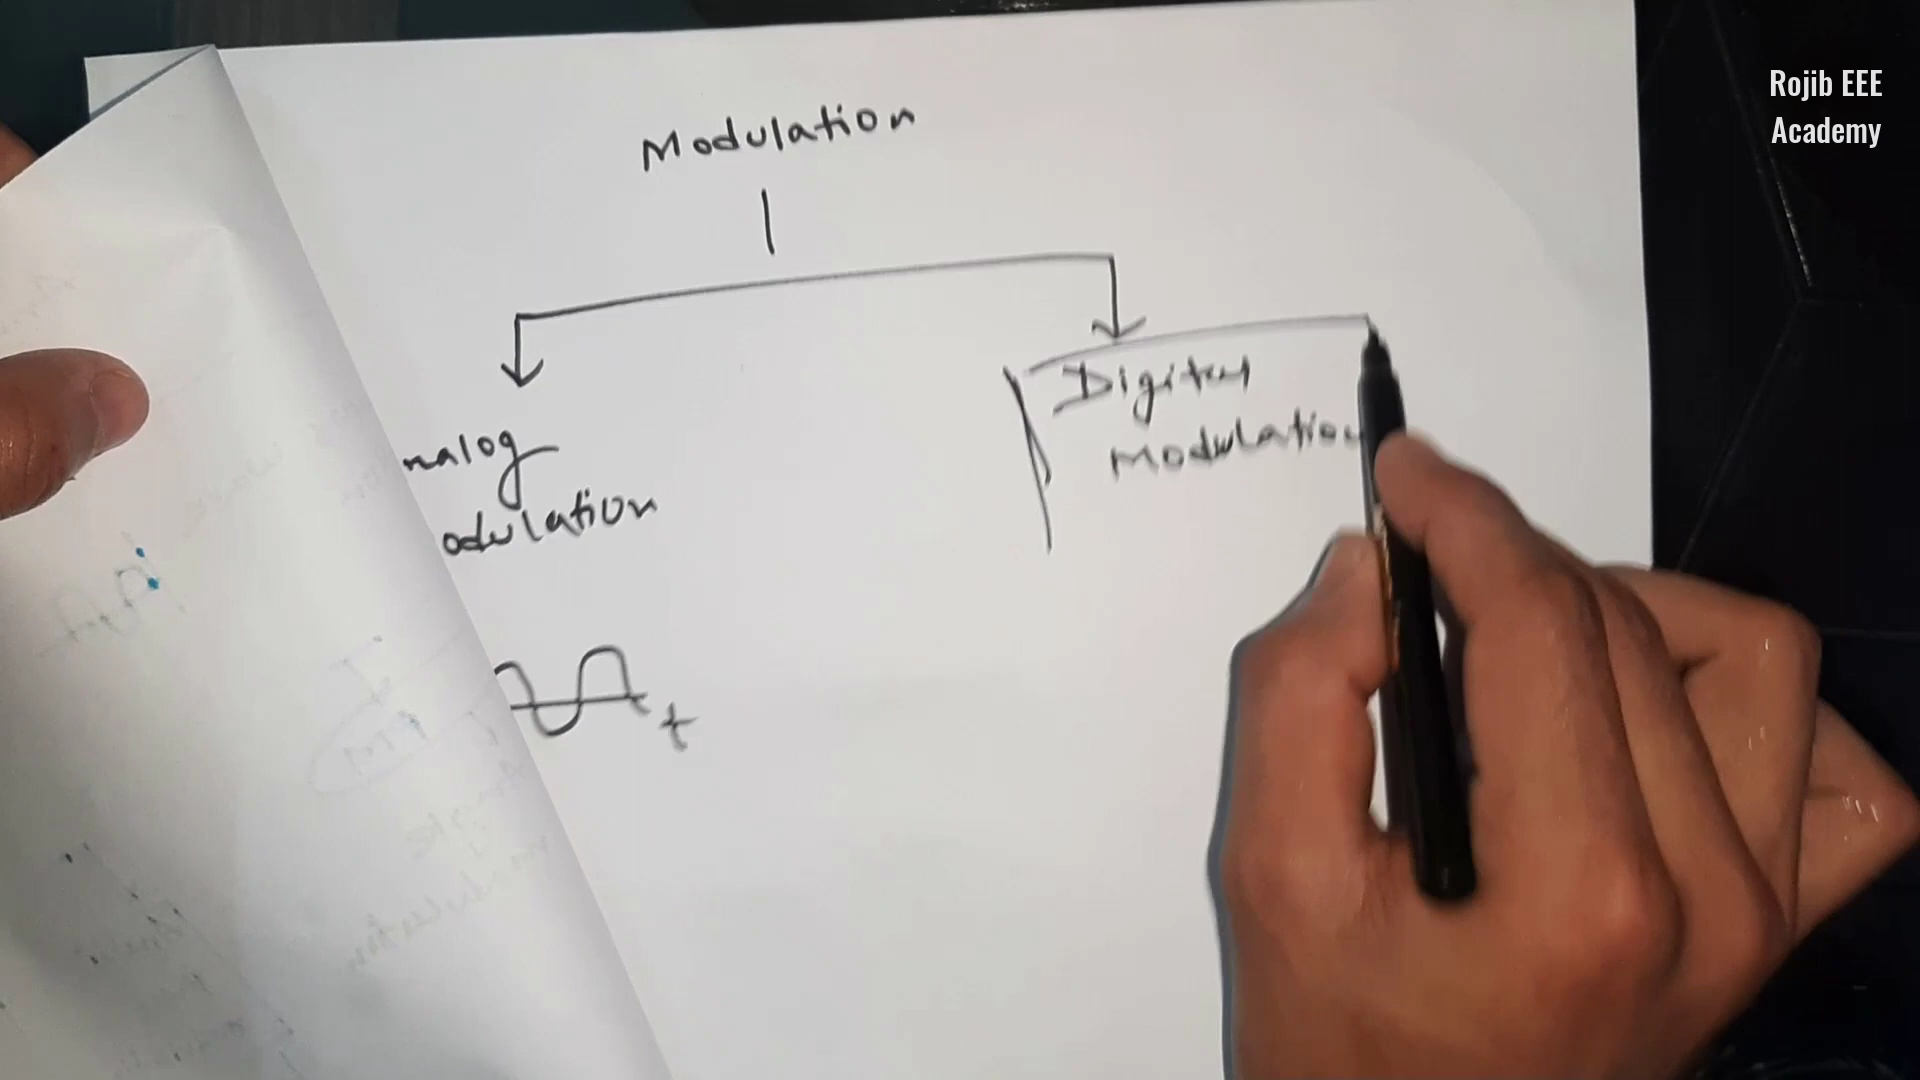 Rojib EEE
Academy
Modulation
nalog
odulation
Digital
Modulation
t